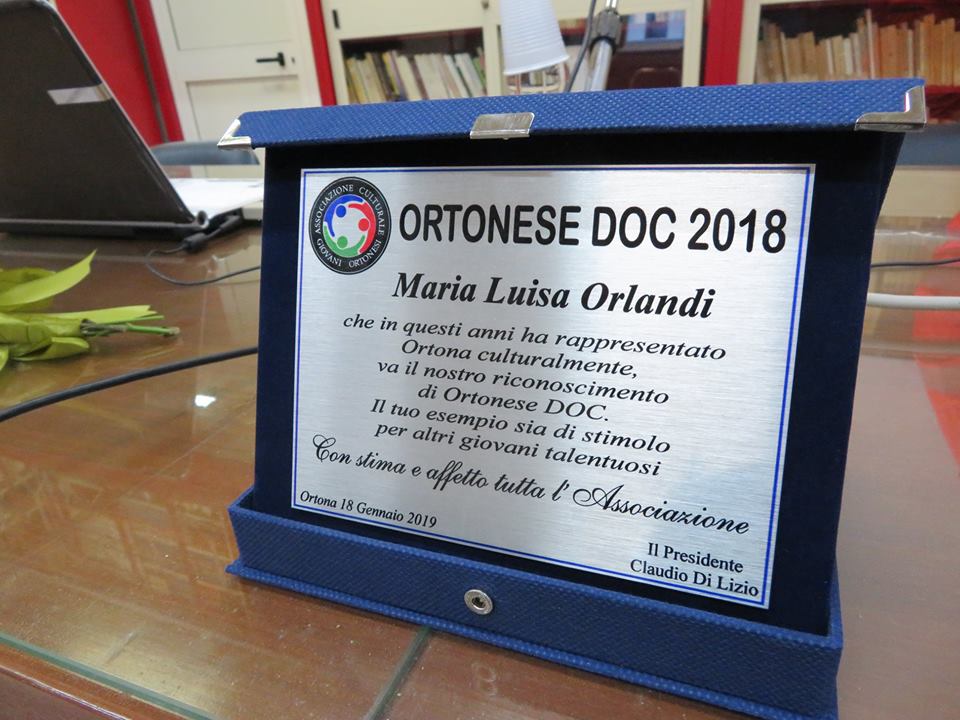 ASSOCIAZIONE CULTURALE
GIOVANI ORTONESI
ORTONESE DOC 2018
Maria Luisa Orlandi
che in questi anni ha rappresentato
Ortona culturalmente,
va il nostro riconoscimento
di Ortonese DOC.
Il tuo esempio sia di stimolo
per altri giovani talentuosi
Con stima e affetto tutta l' Associazione
Ortona 18 Gennaio 2019
Il Presidente
Claudio Di Lizio